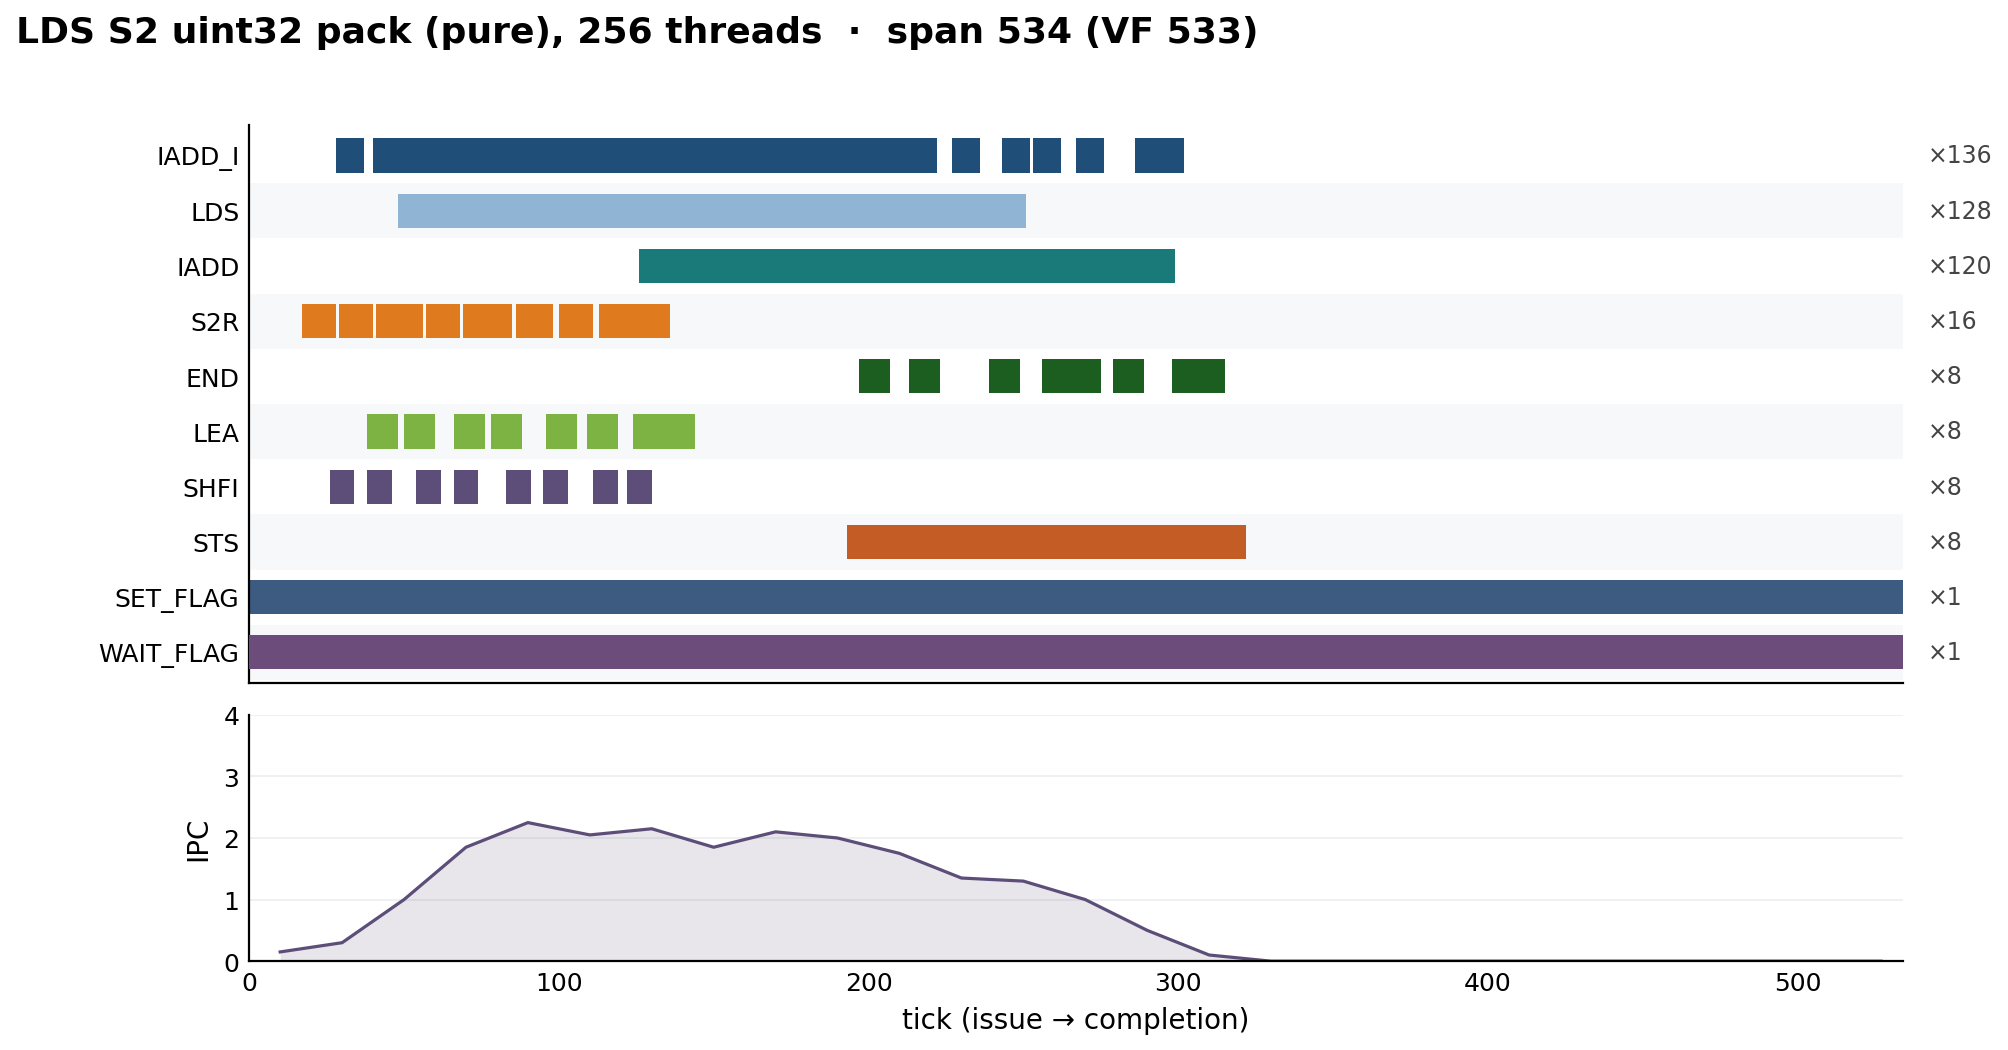 LDS S2 uint32 pack (pure), 256 threads · span 534 (VF 533)
IADD_I ×136
LDS ×128
IADD ×120
S2R ×16
END ×8
LEA ×8
SHFI ×8
STS ×8
SET_FLAG ×1
WAIT_FLAG ×1
4
3
2
1
0
IPC
0 100 200 300 400 500
tick (issue → completion)